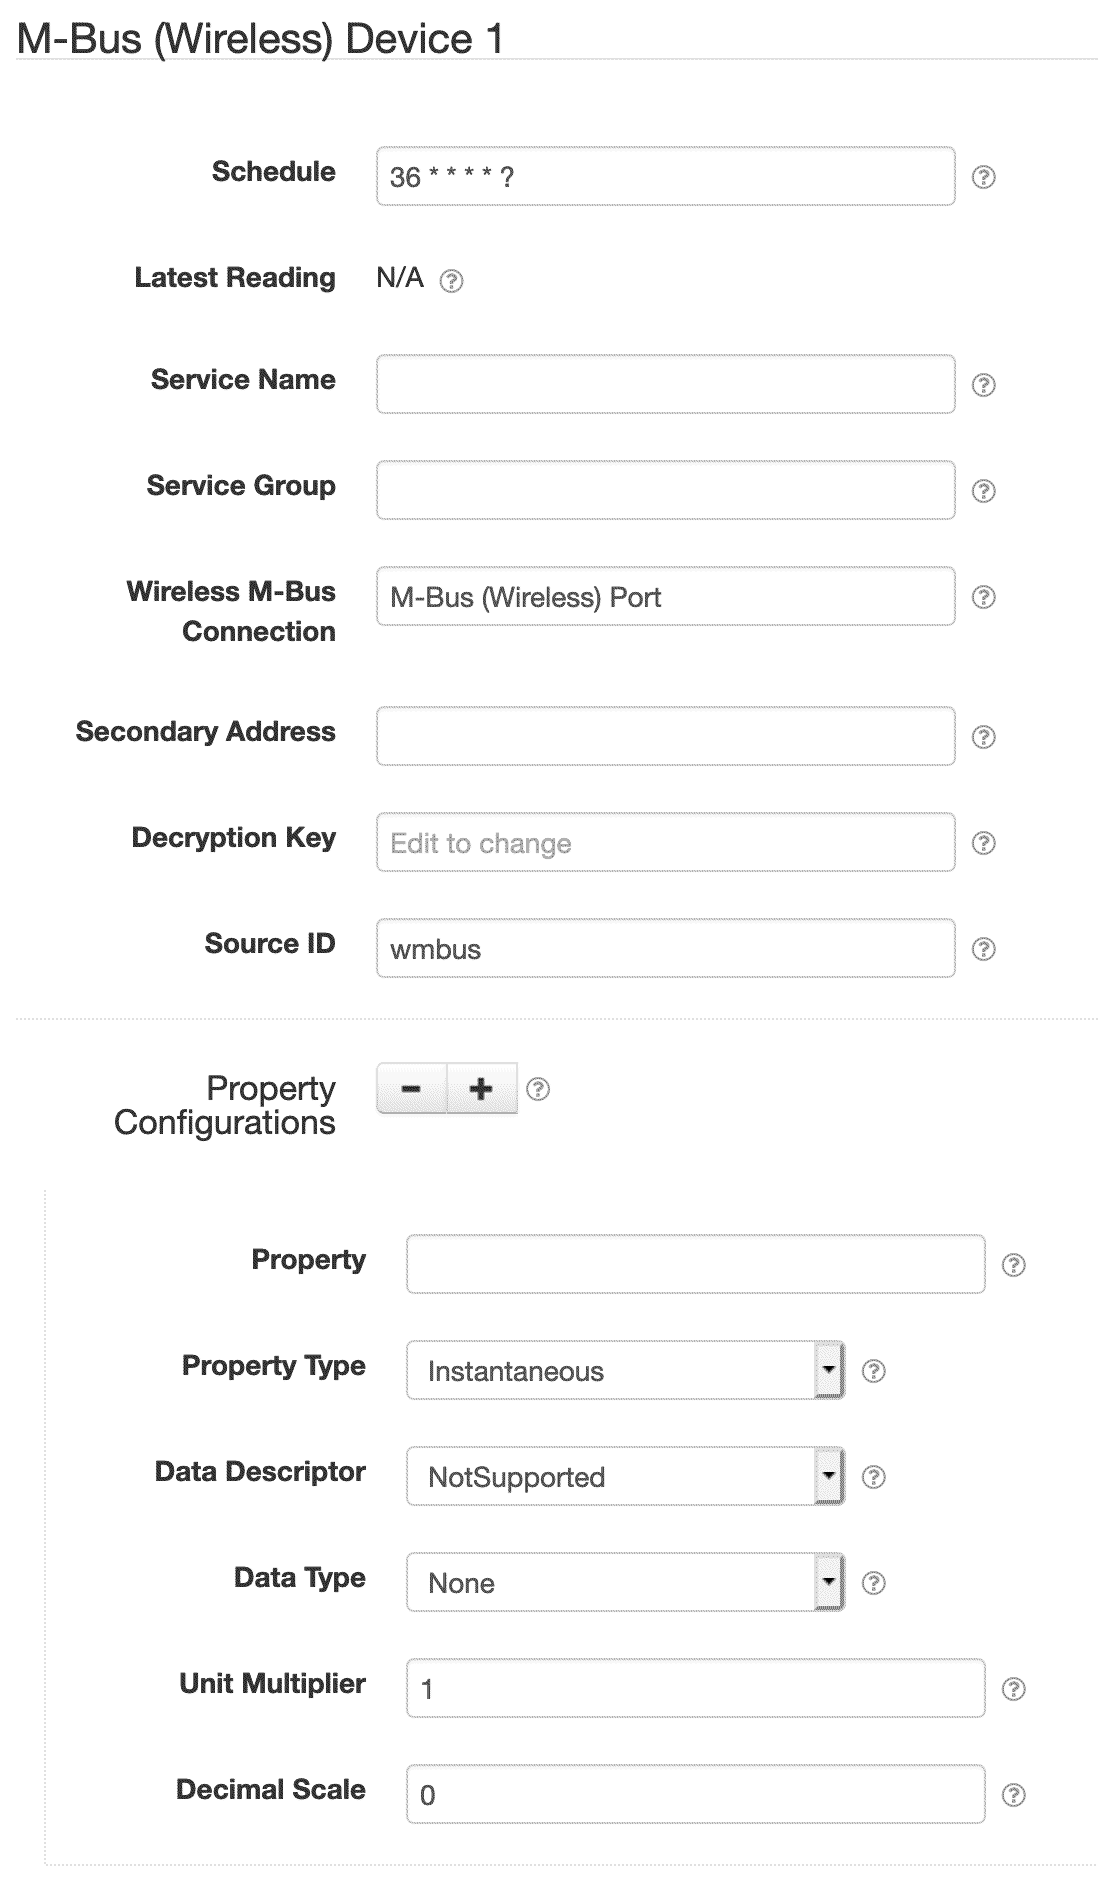 M-Bus (Wireless) Device 1
Schedule
36 * * * * ?
Latest Reading
N/A
Service Name
Service Group
Wireless M-Bus
Connection
M-Bus (Wireless) Port
Secondary Address
Decryption Key
Edit to change
Source ID
wmbus
Property
Configurations
- +
Property
Property Type
Instantaneous
Data Descriptor
NotSupported
Data Type
None
Unit Multiplier
1
Decimal Scale
0